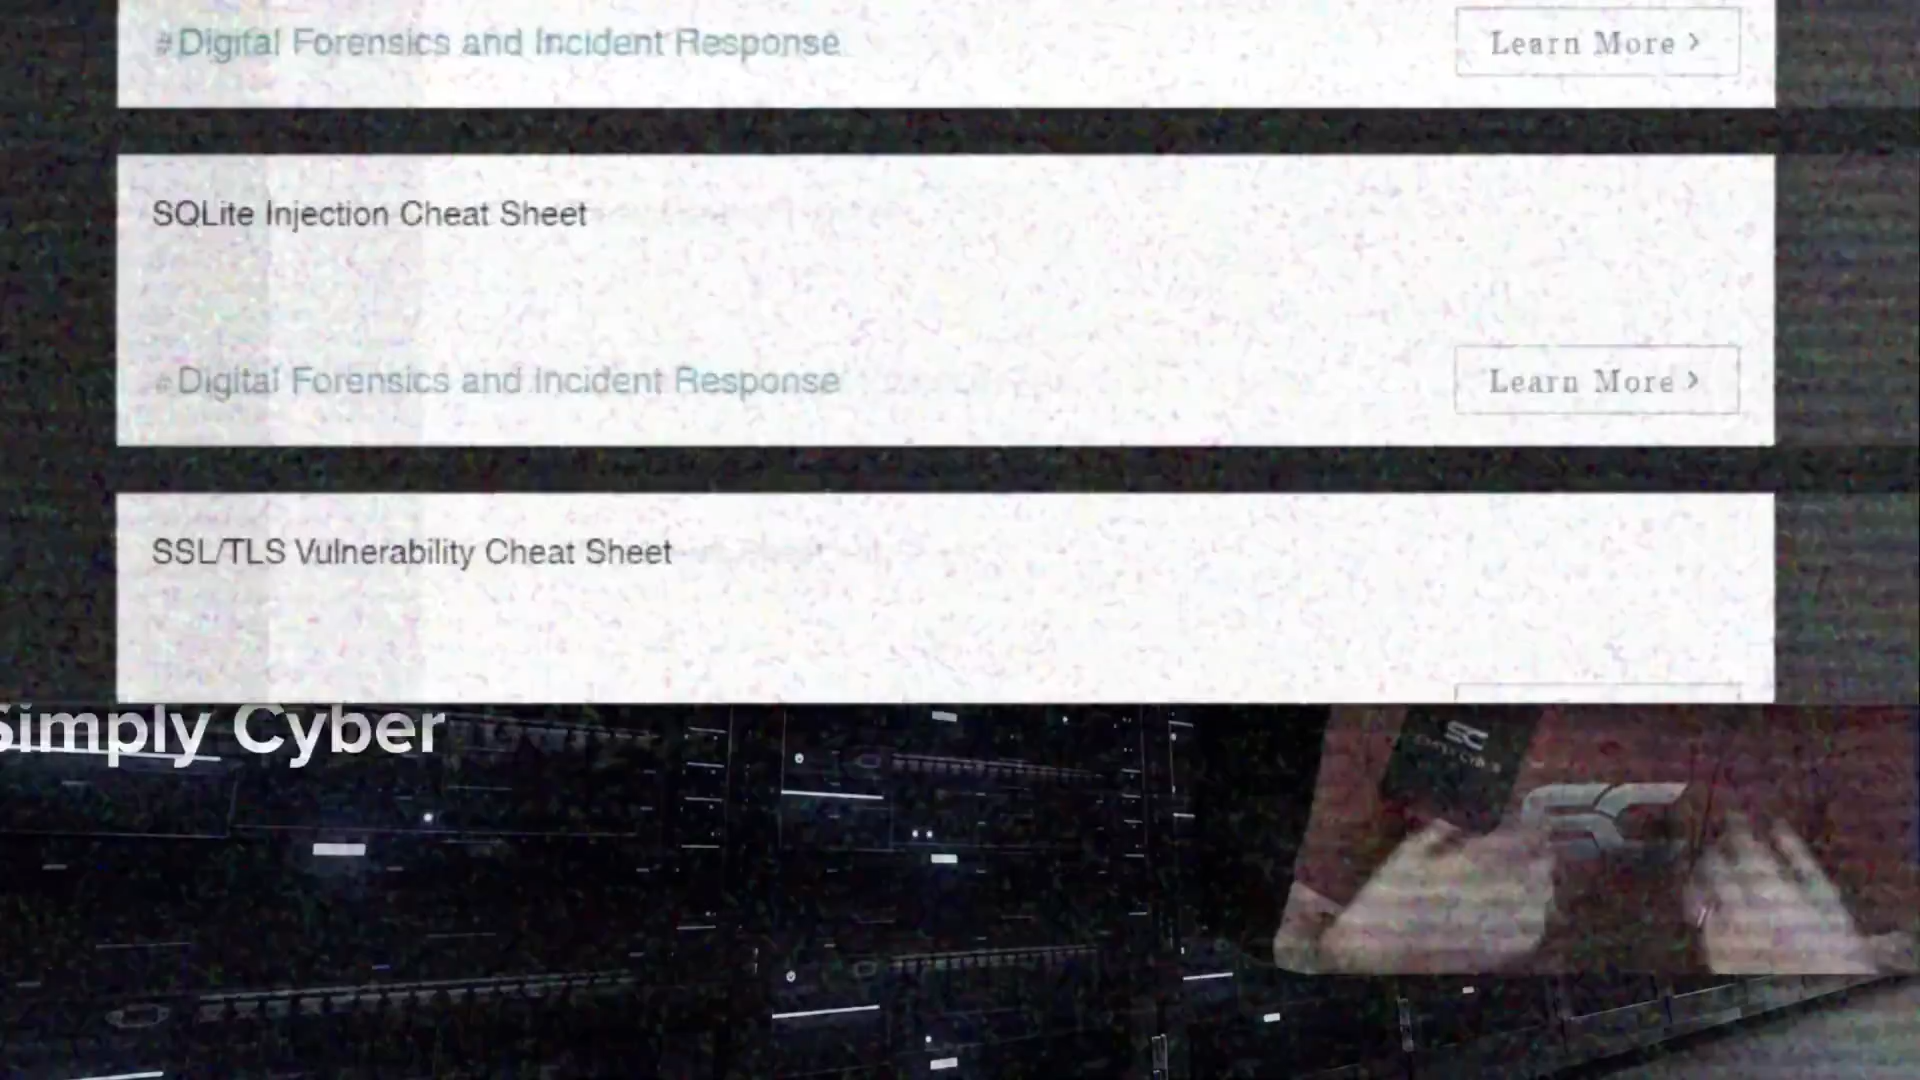 #Digital Forensics and Incident Response
Learn More >
SQLite Injection Cheat Sheet
#Digital Forensics and Incident Response
Learn More >
SSL/TLS Vulnerability Cheat Sheet
Simply Cyber
SC